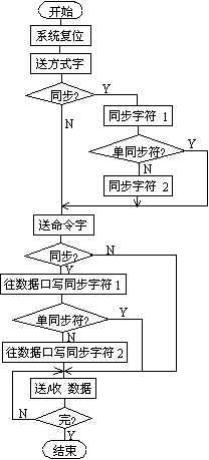 开始
系统复位
送方式字
同步?
Y
N
同步字符 1
单同步符?
Y
N
同步字符 2
送命令字
同步?
N
Y
往数据口写同步字符1
单同步符?
Y
N
往数据口写同步字符2
送/收 数据
完?
N
Y
结束